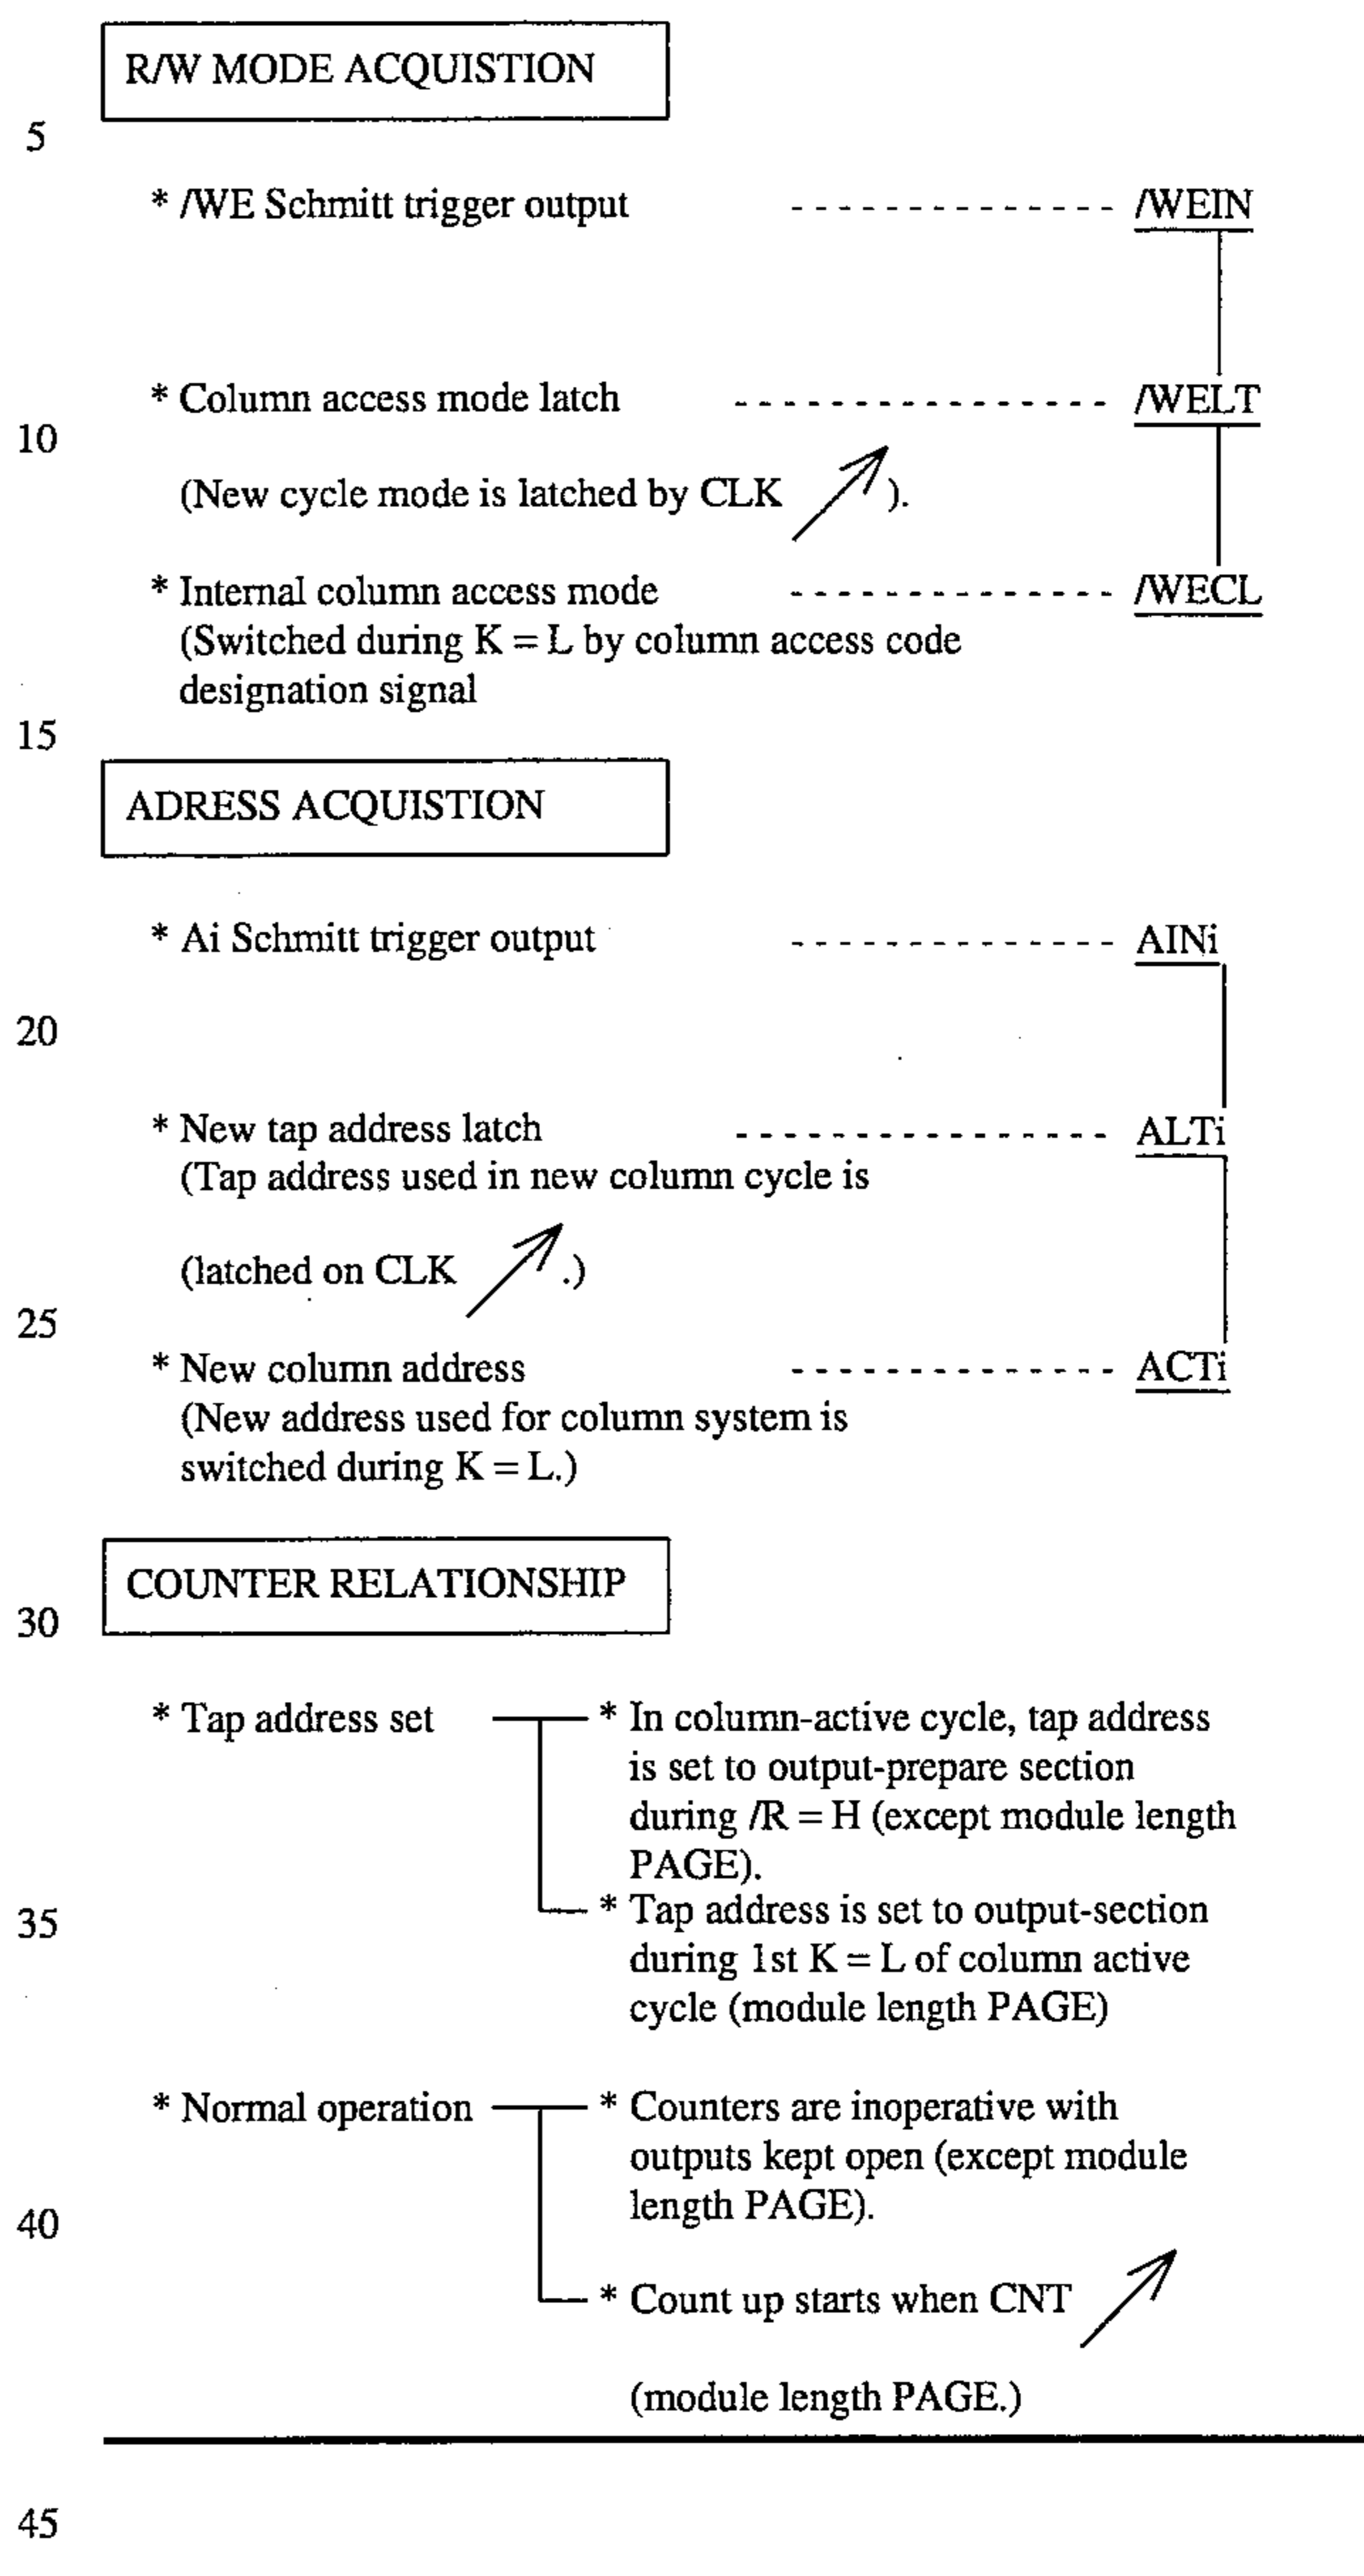 R/W MODE ACQUISTION
5
* /WE Schmitt trigger output - - - - - - - - - - - - - - /WEIN
* Column access mode latch - - - - - - - - - - - - - - - - /WELT
10
(New cycle mode is latched by CLK ).
* Internal column access mode - - - - - - - - - - - - - - /WECL
(Switched during K = L by column access code
designation signal
15
ADRESS ACQUISTION
* Ai Schmitt trigger output - - - - - - - - - - - - - - AINi
20
* New tap address latch - - - - - - - - - - - - - - - - ALTi
(Tap address used in new column cycle is
(latched on CLK .)
25
* New column address - - - - - - - - - - - - - - ACTi
(New address used for column system is
switched during K = L.)
COUNTER RELATIONSHIP
30
* Tap address set * In column-active cycle, tap address
is set to output-prepare section
during /R = H (except module length
PAGE).
35 * Tap address is set to output-section
during 1st K = L of column active
cycle (module length PAGE)
* Normal operation * Counters are inoperative with
outputs kept open (except module
length PAGE).
40
* Count up starts when CNT
(module length PAGE.)
45